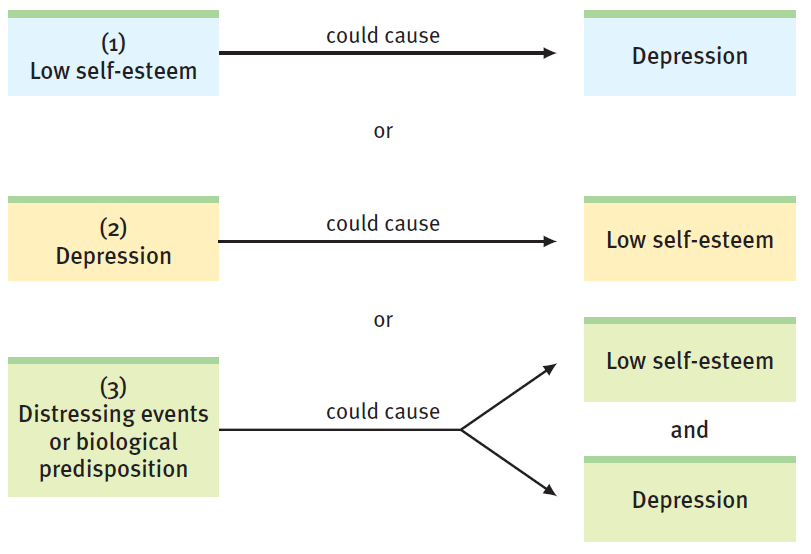 (1)
Low self-esteem
could cause
Depression
or
(2)
Depression
could cause
Low self-esteem
or
(3)
Distressing events
or biological
predisposition
could cause
Low self-esteem
and
Depression